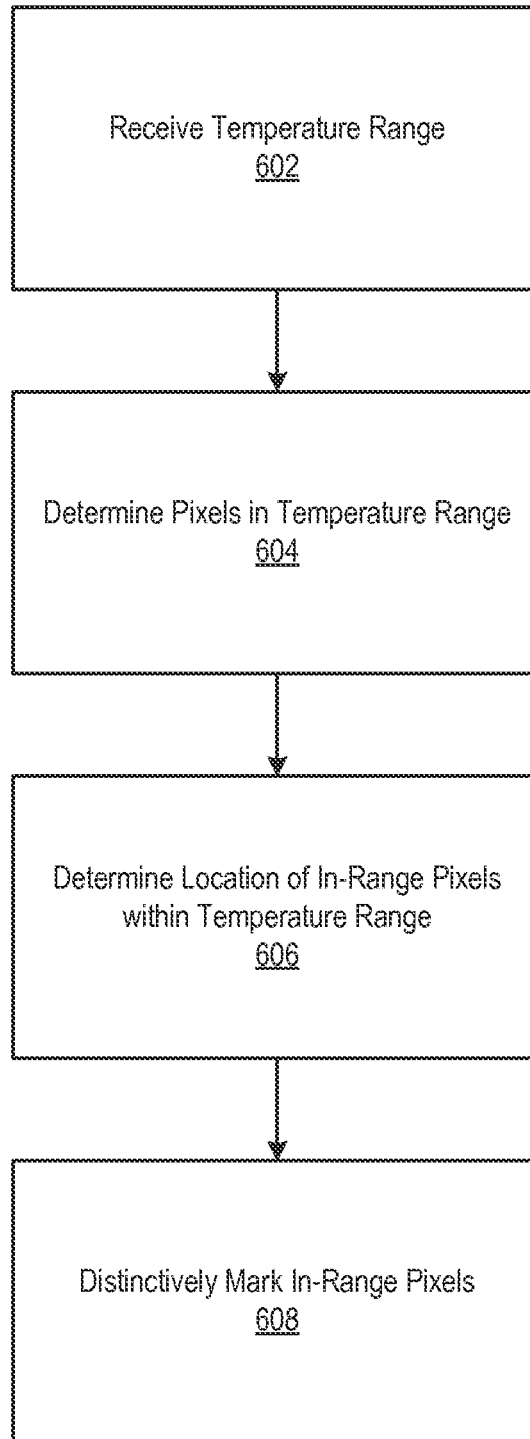 Receive Temperature Range
602
Determine Pixels in Temperature Range
604
Determine Location of In-Range Pixels
within Temperature Range
606
Distinctively Mark In-Range Pixels
608